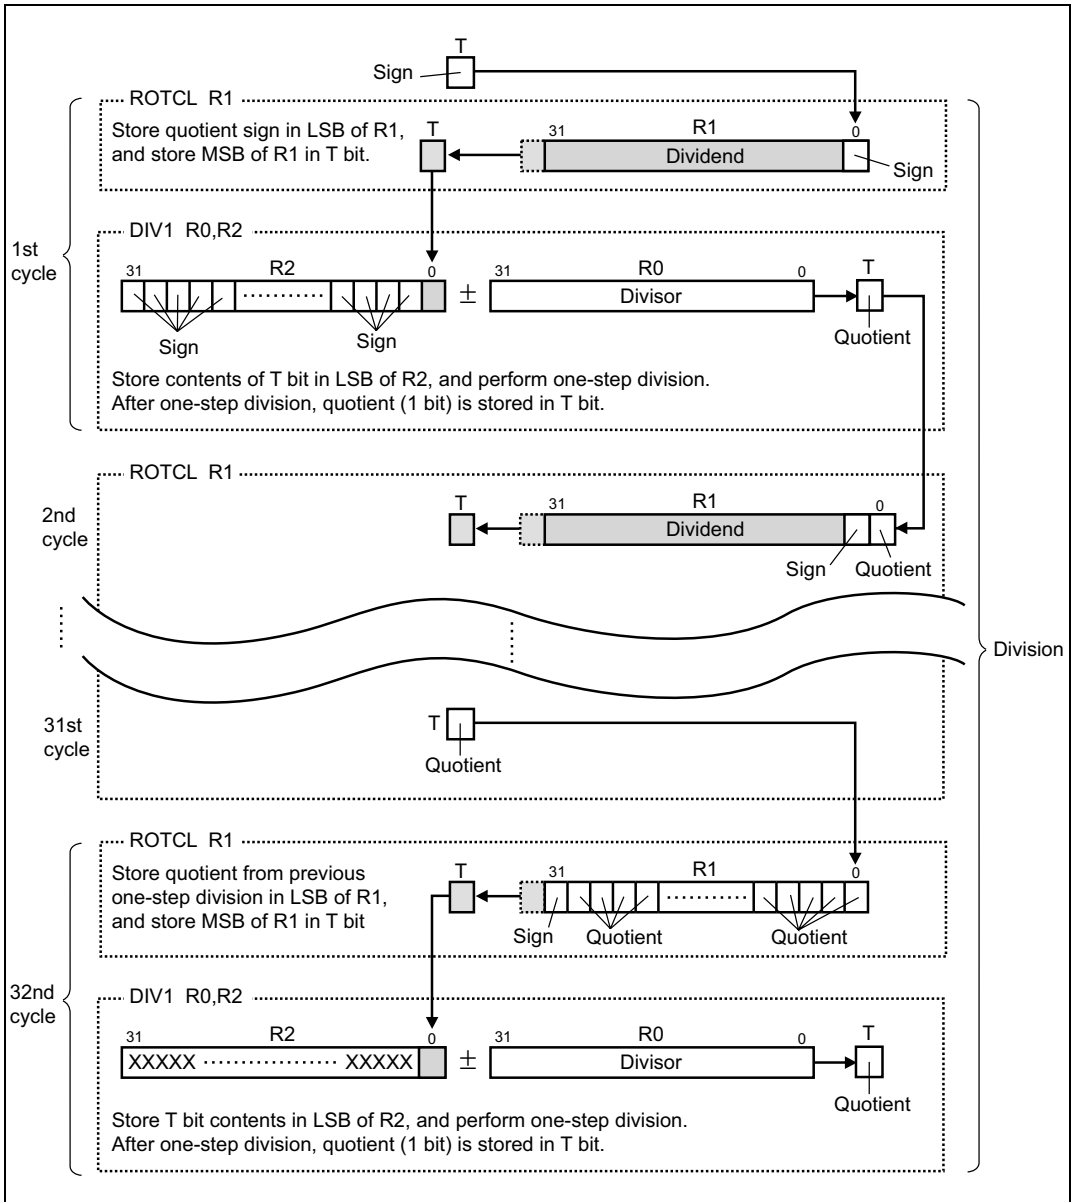 T
Sign
ROTCL R1
Store quotient sign in LSB of R1,
and store MSB of R1 in T bit.
T
31 R1 0
Dividend
Sign
1st
cycle
DIV1 R0,R2
31 R2 0
±
31 R0 0
Divisor
T
Quotient
Sign Sign
Store contents of T bit in LSB of R2, and perform one-step division.
After one-step division, quotient (1 bit) is stored in T bit.
2nd
cycle
ROTCL R1
T
31 R1 0
Dividend
Sign Quotient
Division
31st
cycle
T
Quotient
32nd
cycle
ROTCL R1
Store quotient from previous
one-step division in LSB of R1,
and store MSB of R1 in T bit
T
31 R1 0
Sign Quotient Quotient
DIV1 R0,R2
31 R2 0
XXXXX XXXXX
±
31 R0 0
Divisor
T
Quotient
Store T bit contents in LSB of R2, and perform one-step division.
After one-step division, quotient (1 bit) is stored in T bit.